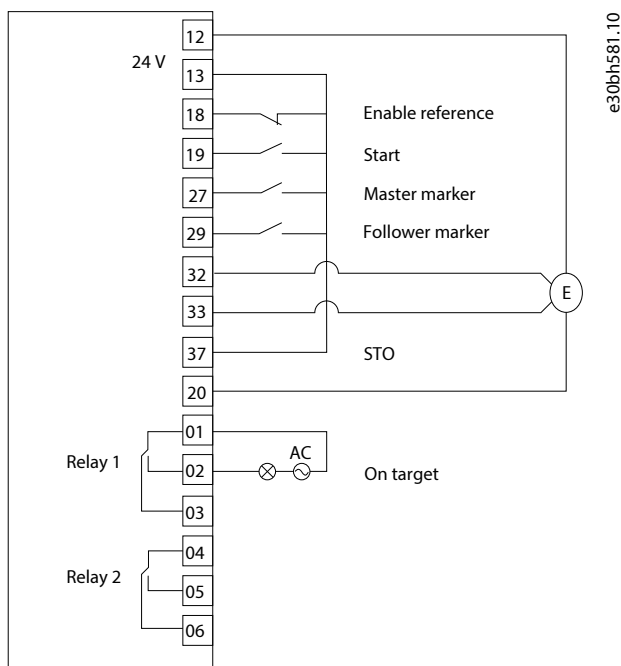 e30bh581.10
12
24 V
13
18 Enable reference
19 Start
27 Master marker
29 Follower marker
32
E
33
37 STO
20
01
Relay 1
AC
02
On target
03
04
Relay 2
05
06